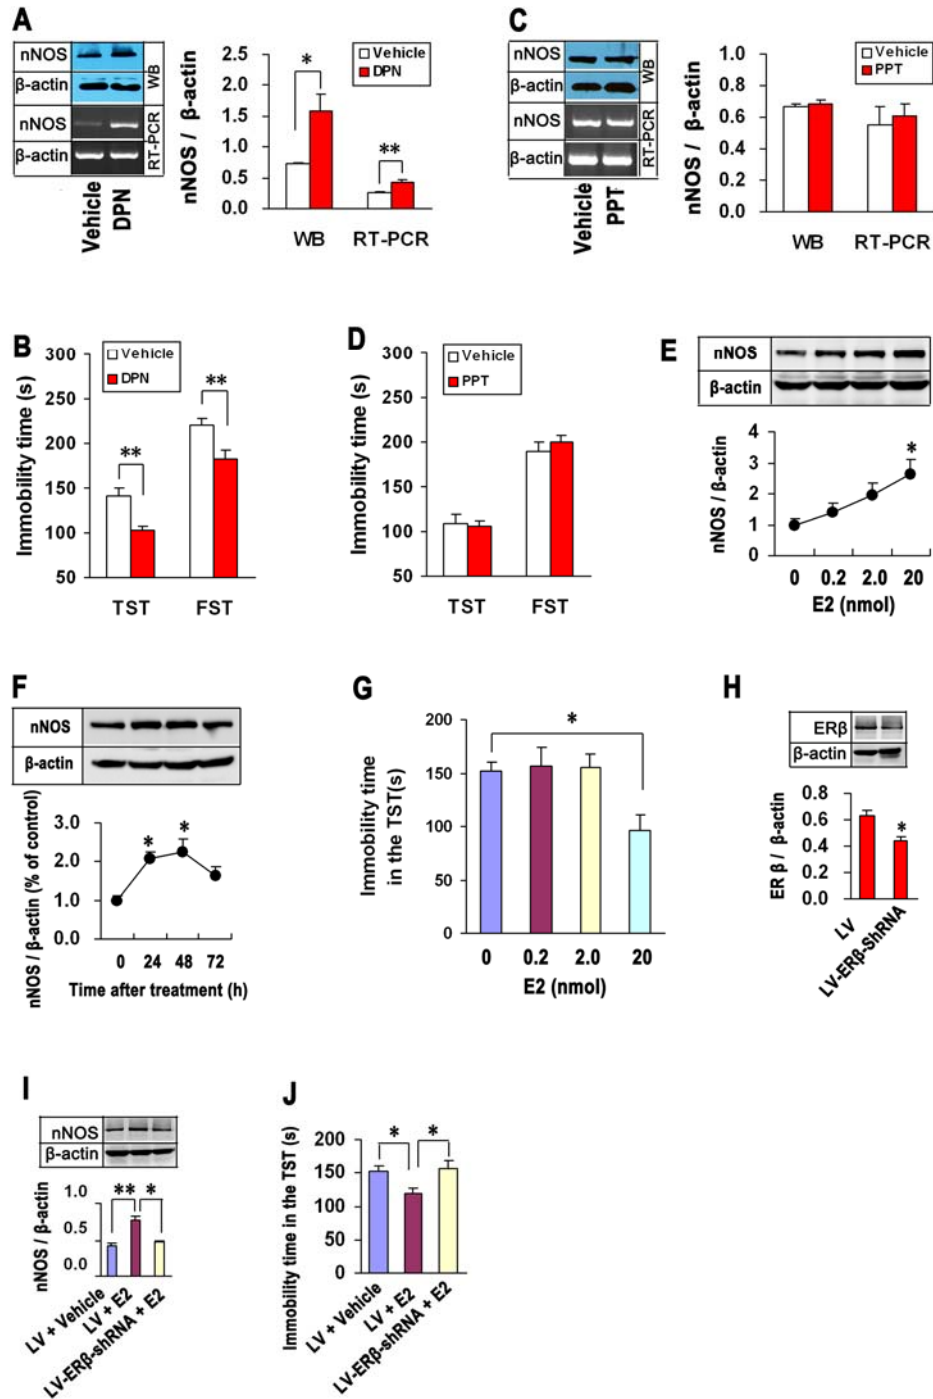 A
nNOS
β-actin
WB
nNOS
β-actin
RT-PCR
Vehicle
DPN
nNOS / β-actin
2.5
2.0
1.5
1.0
0.5
0.0
*
**
Vehicle
DPN
WB
RT-PCR
C
nNOS
β-actin
WB
nNOS
β-actin
RT-PCR
Vehicle
PPT
nNOS / β-actin
1.0
0.8
0.6
0.4
0.2
0.0
Vehicle
PPT
WB
RT-PCR
B
Immobility time (s)
300
250
200
150
100
50
Vehicle
DPN
**
**
TST
FST
D
Immobility time (s)
300
250
200
150
100
50
Vehicle
PPT
TST
FST
E
nNOS
β-actin
nNOS / β-actin
4
3
2
1
0
*
0 0.2 2.0 20
E2 (nmol)
F
nNOS
β-actin
nNOS / β-actin (% of control)
3.0
2.0
1.0
0.0
* *
0 24 48 72
Time after treatment (h)
G
Immobility time
in the TST(s)
200
150
100
50
0
*
0 0.2 2.0 20
E2 (nmol)
H
ERβ
β-actin
ER β / β-actin
0.8
0.6
0.4
0.2
0.0
*
LV
LV-ERβ-ShRNA
I
nNOS
β-actin
nNOS / β-actin
1.0
0.5
0.0
** *
LV + Vehicle
LV + E2
LV-ERβ-shRNA + E2
J
Immobility time in the TST (s)
200
150
100
50
0
* *
LV + Vehicle
LV + E2
LV-ERβ-shRNA + E2